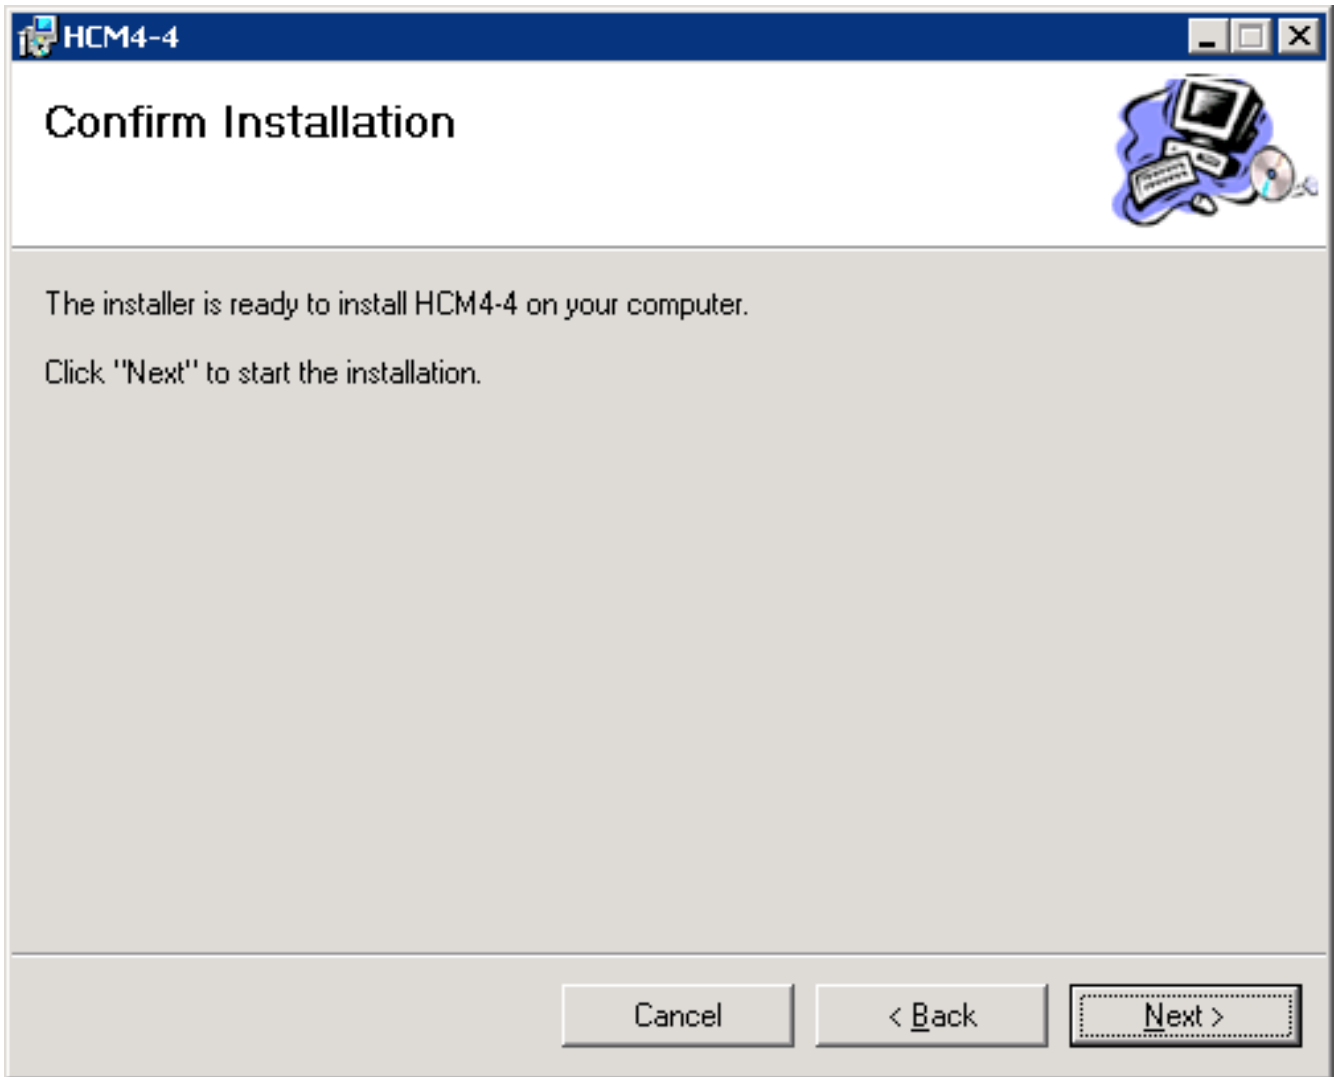 HCM4-4
Confirm Installation
The installer is ready to install HCM4-4 on your computer.
Click "Next" to start the installation.
Cancel
< Back
Next >